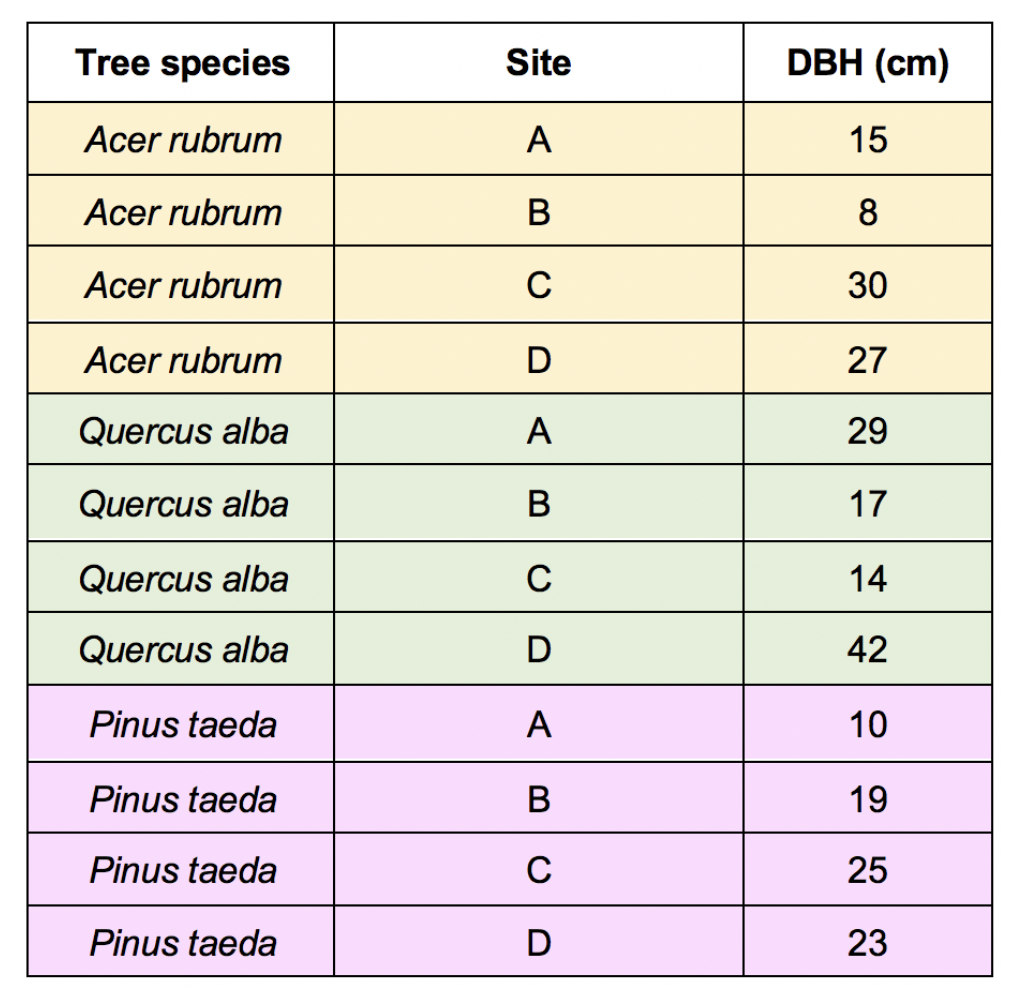 Tree species Site DBH (cm)
Acer rubrum A 15
Acer rubrum B 8
Acer rubrum C 30
Acer rubrum D 27
Quercus alba A 29
Quercus alba B 17
Quercus alba C 14
Quercus alba D 42
Pinus taeda A 10
Pinus taeda B 19
Pinus taeda C 25
Pinus taeda D 23